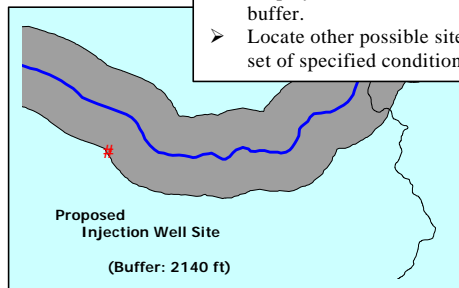 buffer.
➢ Locate other possible site
set of specified condition
#
Proposed
Injection Well Site
(Buffer: 2140 ft)